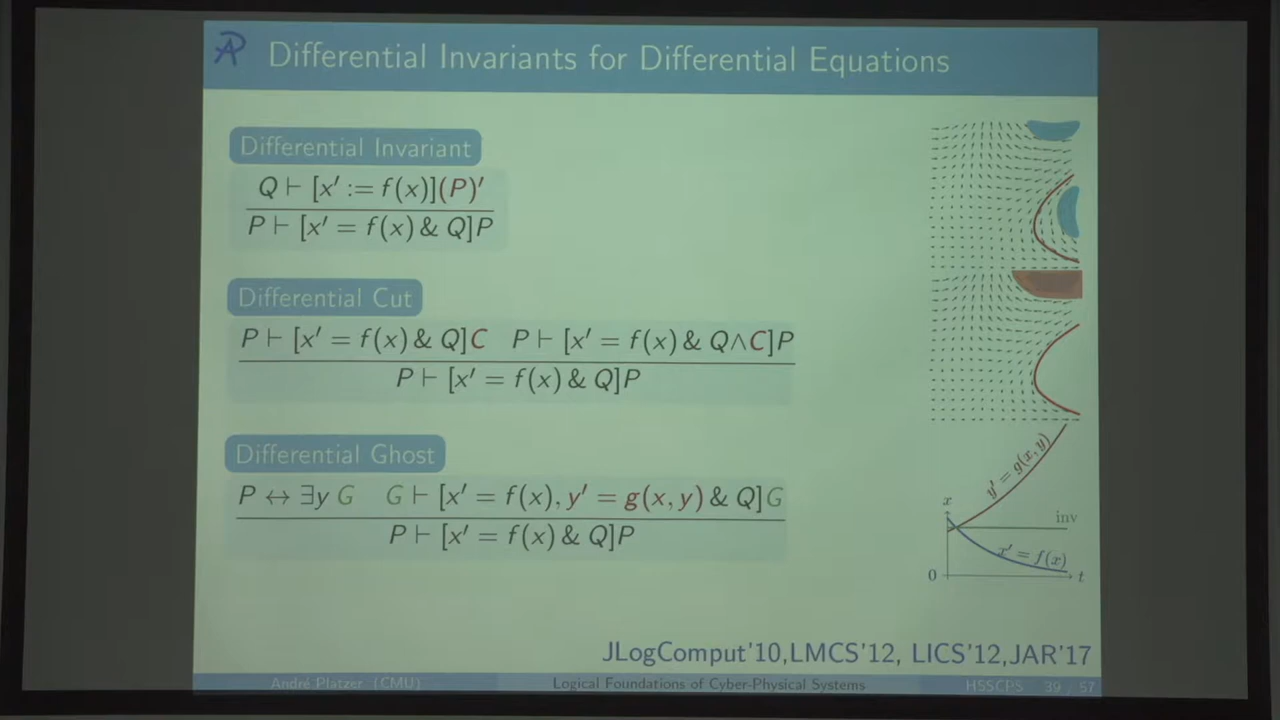 Differential Invariants for Differential Equations
Differential Invariant
Q ⊢ [x′ := f(x)](P)′
P ⊢ [x′ = f(x) & Q]P
Differential Cut
P ⊢ [x′ = f(x) & Q]C P ⊢ [x′ = f(x) & Q∧C]P
P ⊢ [x′ = f(x) & Q]P
Differential Ghost
P ↔ ∃y G G ⊢ [x′ = f(x), y′ = g(x, y) & Q]G
P ⊢ [x′ = f(x) & Q]P
y′ = g(x, y)
x
inv
x′ = f(x)
0
t
JLogComput'10,LMCS'12, LICS'12,JAR'17
André Platzer (CMU)
Logical Foundations of Cyber-Physical Systems
HSSCPS
39 / 57